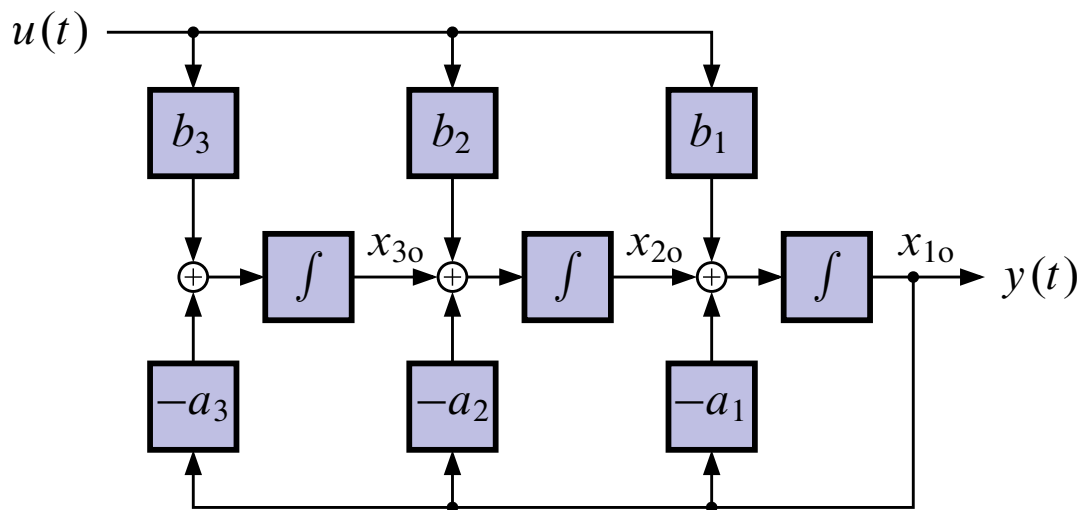 u(t)
b₃ b₂ b₁
x₃ₒ x₂ₒ x₁ₒ
+ ∫ + ∫ + ∫ y(t)
−a₃ −a₂ −a₁